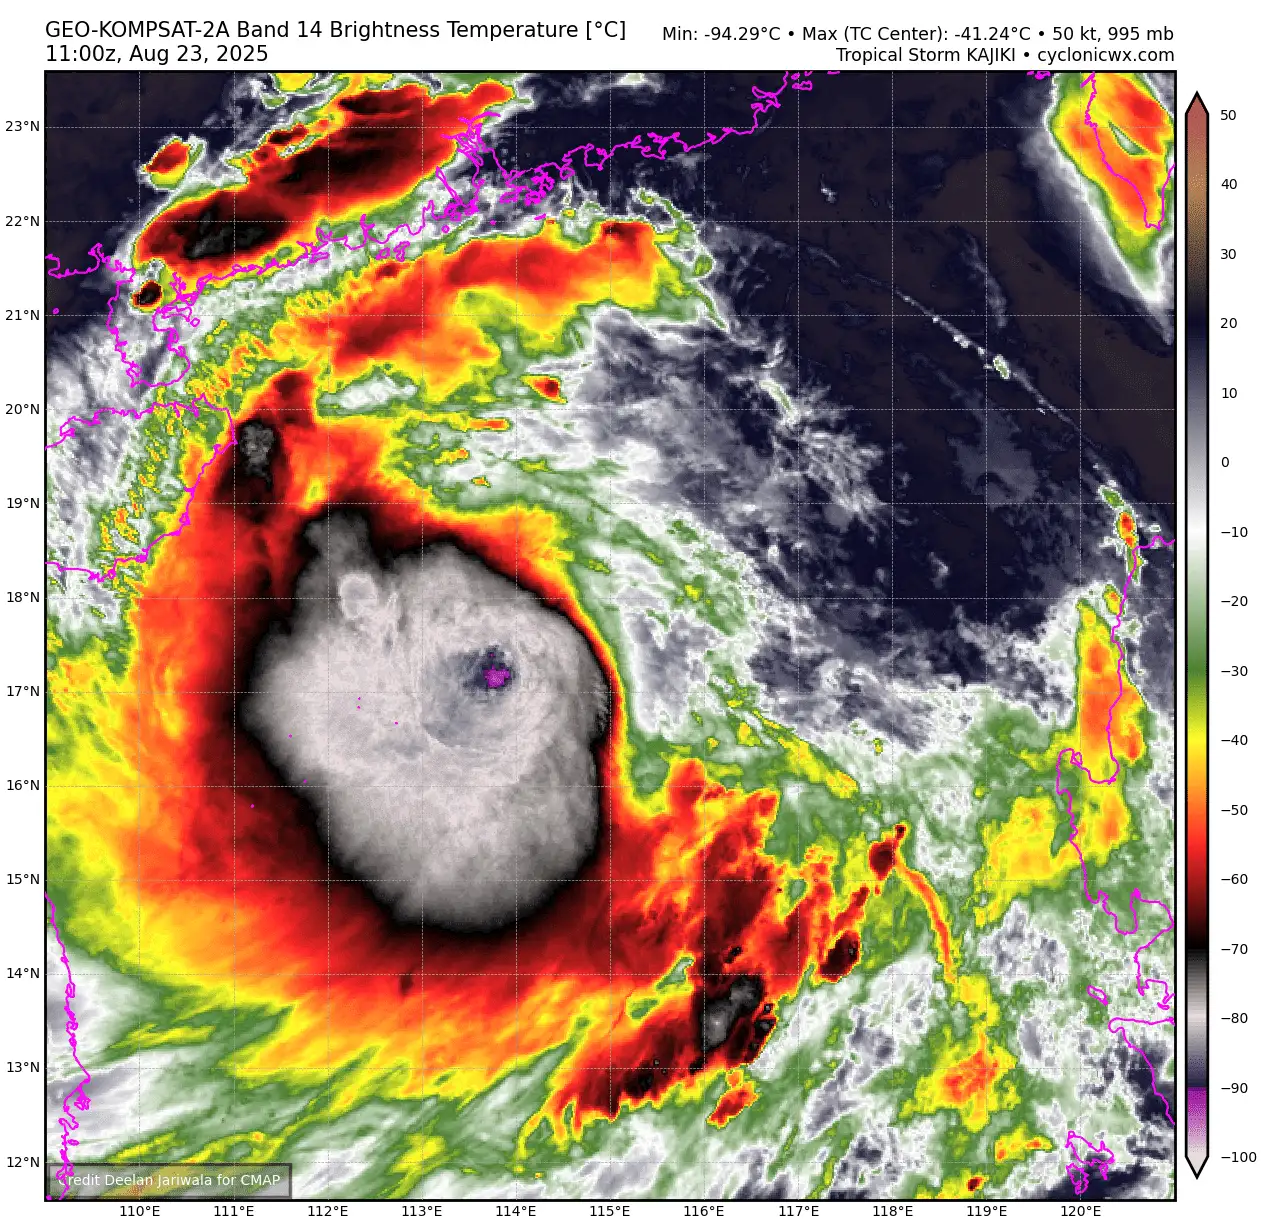 GEO-KOMPSAT-2A Band 14 Brightness Temperature [°C]
11:00z, Aug 23, 2025
Min: -94.29°C • Max (TC Center): -41.24°C • 50 kt, 995 mb
Tropical Storm KAJIKI • cyclonicwx.com
23°N
22°N
21°N
20°N
19°N
18°N
17°N
16°N
15°N
14°N
13°N
12°N
50
40
30
20
10
0
−10
−20
−30
−40
−50
−60
−70
−80
−90
−100
Credit Deelan Jariwala for CMAP
110°E 111°E 112°E 113°E 114°E 115°E 116°E 117°E 118°E 119°E 120°E